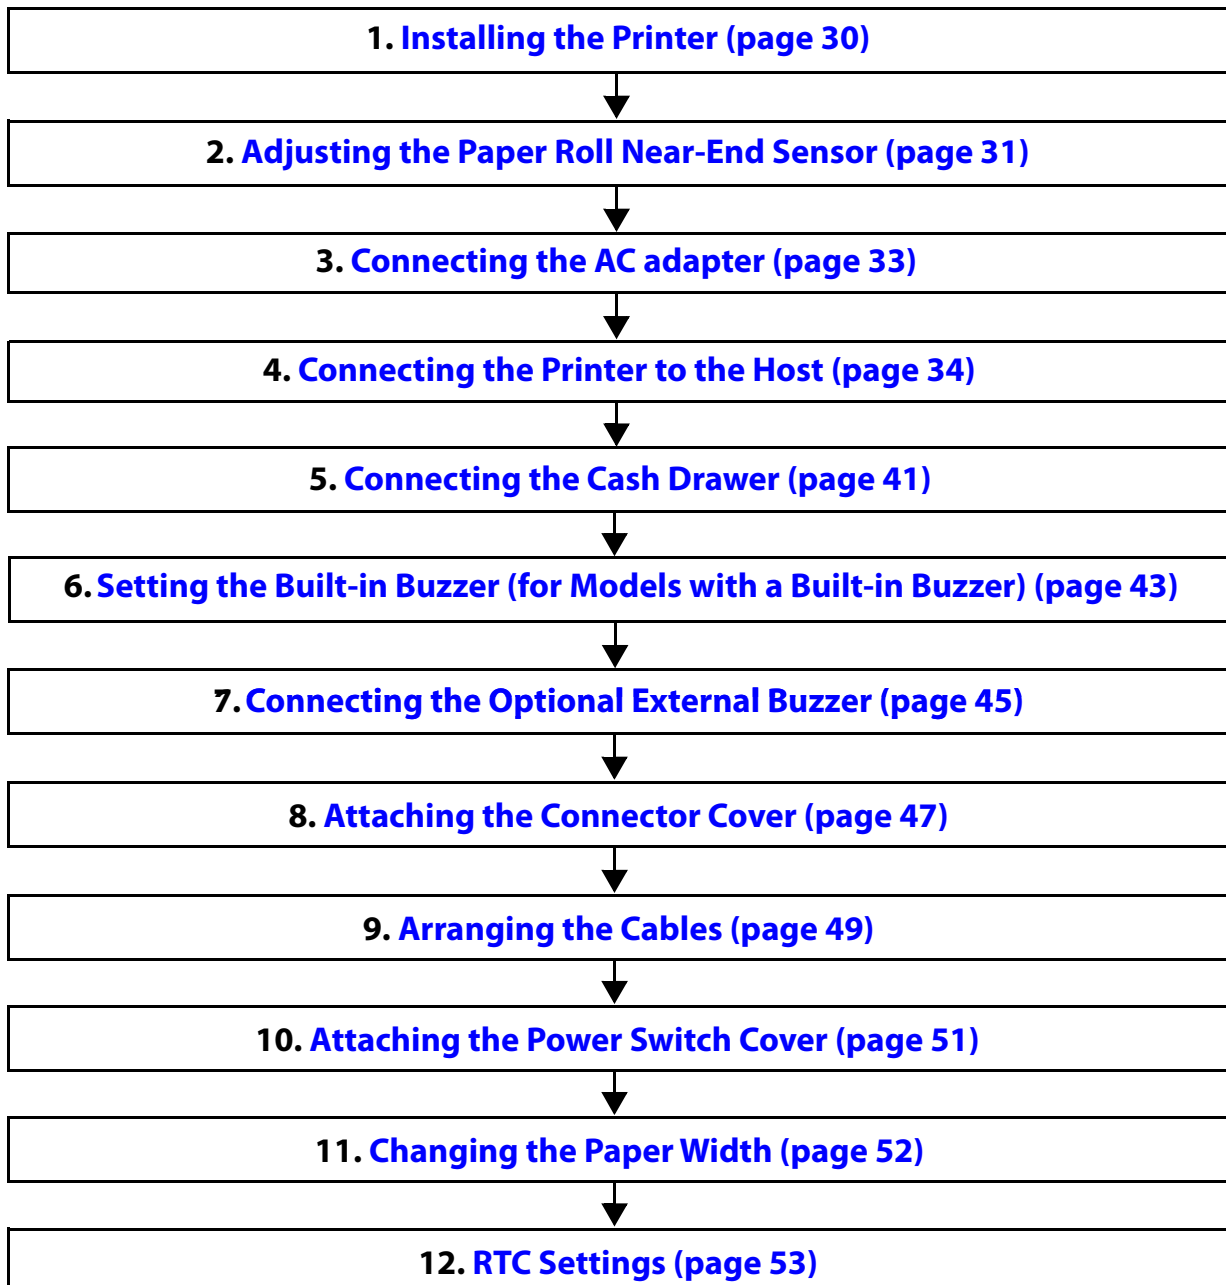 1. Installing the Printer (page 30)
2. Adjusting the Paper Roll Near-End Sensor (page 31)
3. Connecting the AC adapter (page 33)
4. Connecting the Printer to the Host (page 34)
5. Connecting the Cash Drawer (page 41)
6. Setting the Built-in Buzzer (for Models with a Built-in Buzzer) (page 43)
7. Connecting the Optional External Buzzer (page 45)
8. Attaching the Connector Cover (page 47)
9. Arranging the Cables (page 49)
10. Attaching the Power Switch Cover (page 51)
11. Changing the Paper Width (page 52)
12. RTC Settings (page 53)